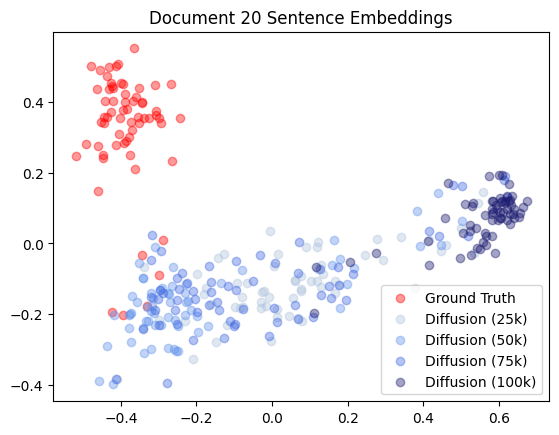 Document 20 Sentence Embeddings
0.4
0.2
0.0
−0.2
−0.4
−0.4
−0.2
0.0
0.2
0.4
0.6
Ground Truth
Diffusion (25k)
Diffusion (50k)
Diffusion (75k)
Diffusion (100k)